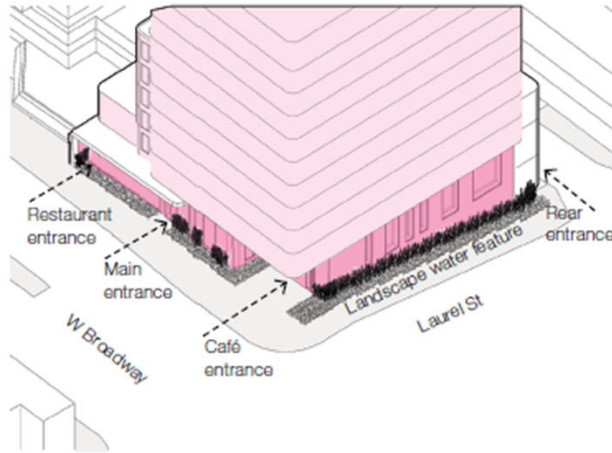 Restaurant
entrance
Main
entrance
W Broadway
Café
entrance
Landscape water feature
Laurel St
Rear
entrance